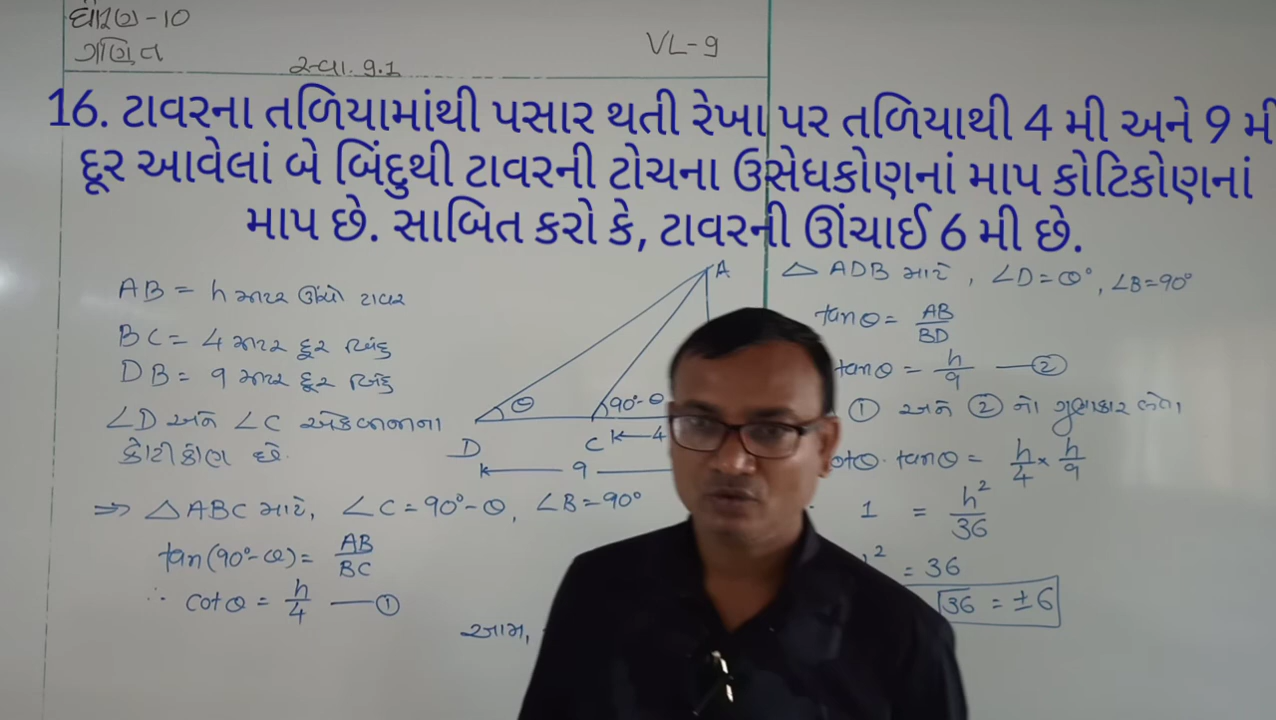 ધોરણ-10
ગણિત
સ્વા. 9.1
VL-9
16. ટાવરના તળિયામાંથી પસાર થતી રેખા પર તળિયાથી 4 મી અને 9 મી
દૂર આવેલાં બે બિંદુથી ટાવરની ટોચના ઉત્સેધકોણનાં માપ કોટિકોણનાં
માપ છે. સાબિત કરો કે, ટાવરની ઊંચાઈ 6 મી છે.
AB = h મીટર ઊંચો ટાવર
BC = 4 મીટર દૂર બિંદુ
DB = 9 મીટર દૂર બિંદુ
∠D અને ∠C એકબીજાના
કોટીકોણ છે.
A
θ
90°-θ
D
C
4
9
⇒ △ABC માટે, ∠C = 90°-θ, ∠B = 90°
tan(90°-θ) = AB/BC
∴ cotθ = h/4 —①
△ ADB માટે, ∠D = θ°, ∠B = 90°
tanθ = AB/BD
tanθ = h/9 —②
① અને ② નો ગુણાકાર લેતા,
otθ. tanθ = h/4 × h/9
1 = h²/36
² = 36
√36 = ±6
આમ,